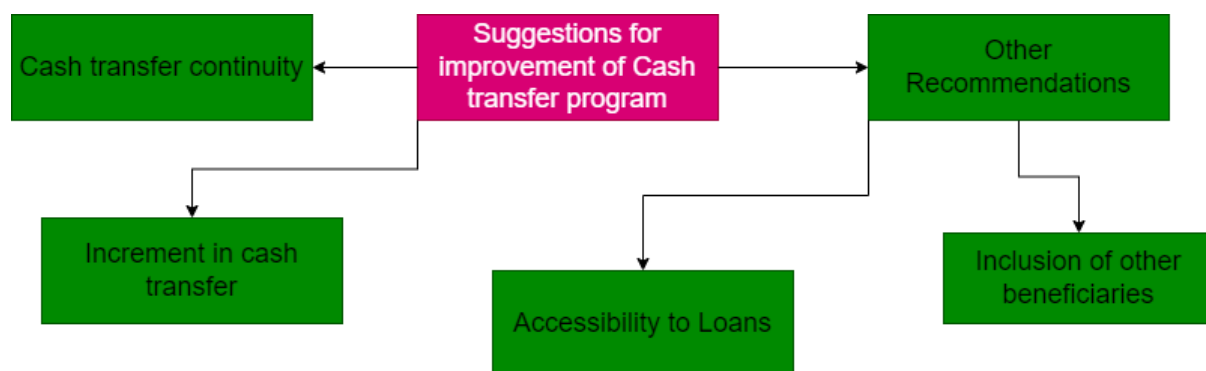 Cash transfer continuity
Suggestions for
improvement of Cash
transfer program
Other
Recommendations
Increment in cash
transfer
Accessibility to Loans
Inclusion of other
beneficiaries